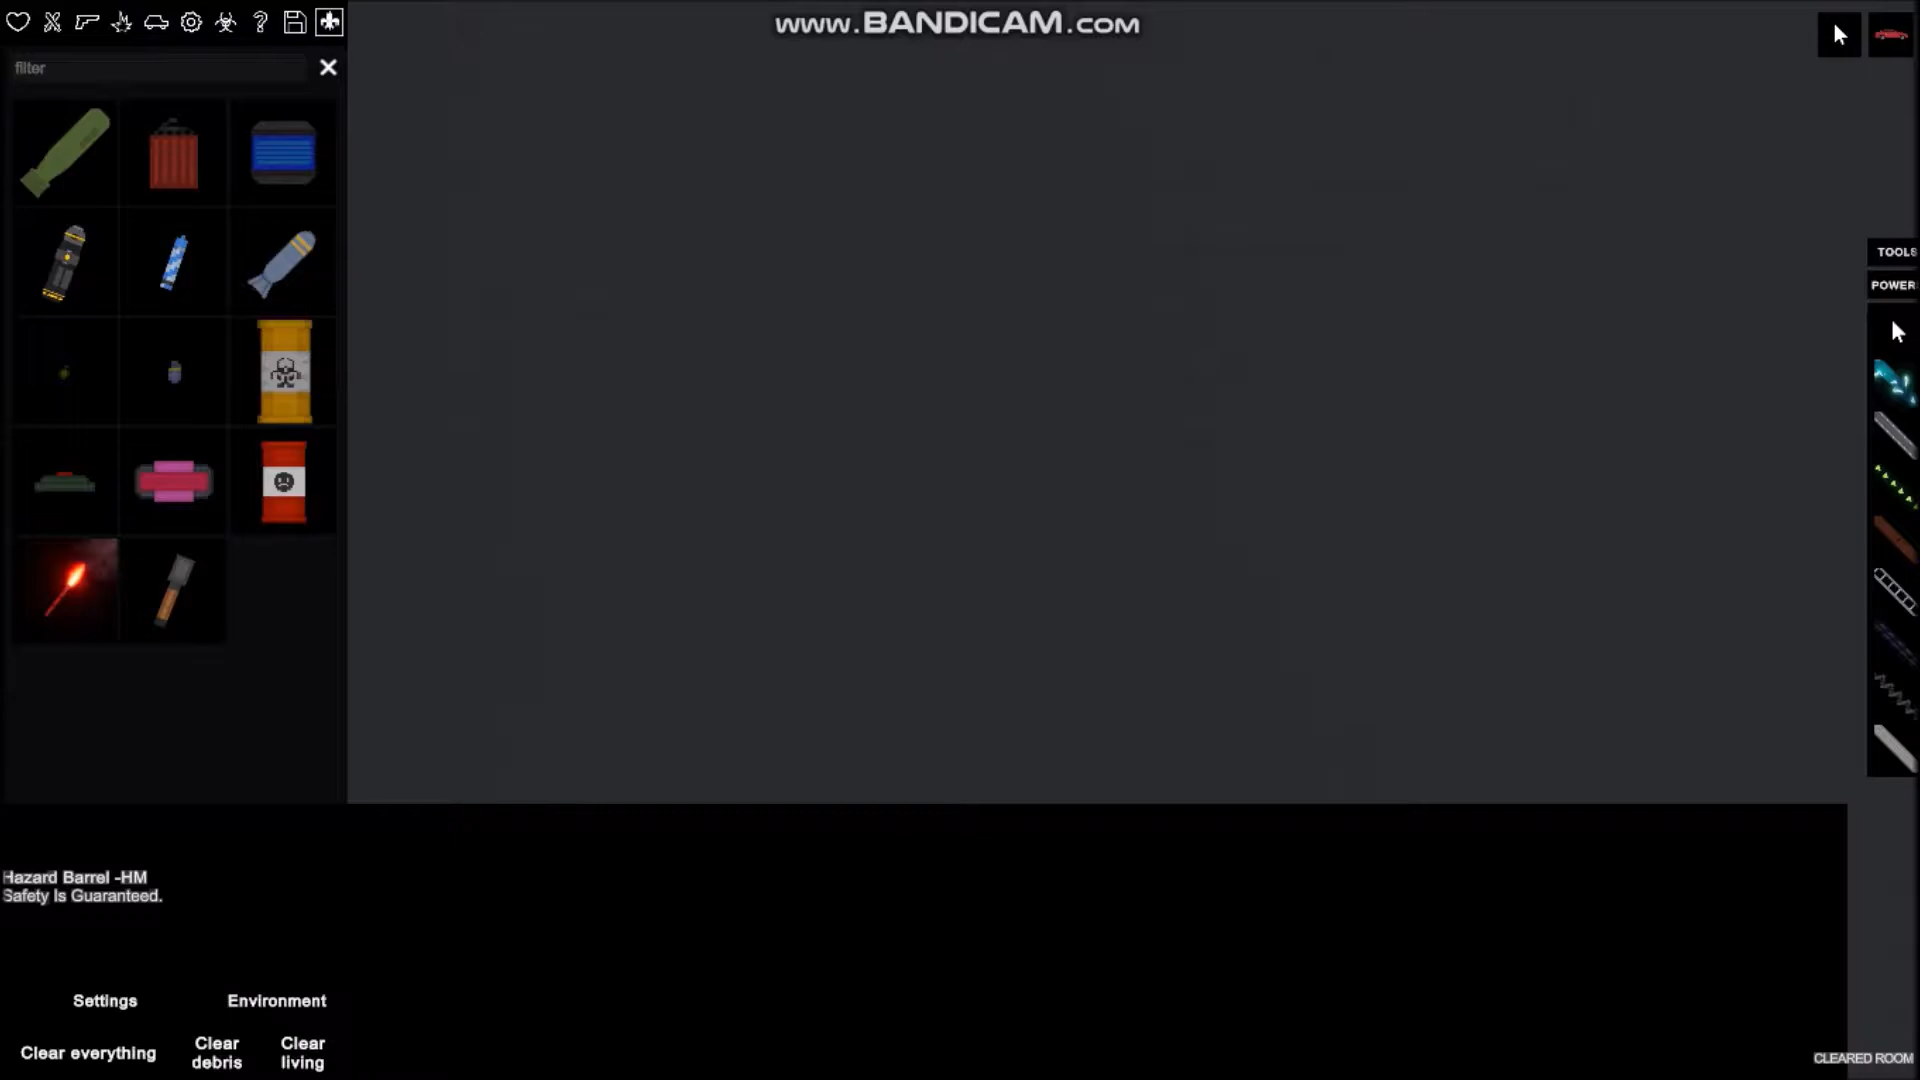 www.BANDICAM.com
filter
TOOLS
POWER
Hazard Barrel -HM
Safety Is Guaranteed.
Settings
Environment
Clear everything
Clear debris
Clear living
CLEARED ROOM